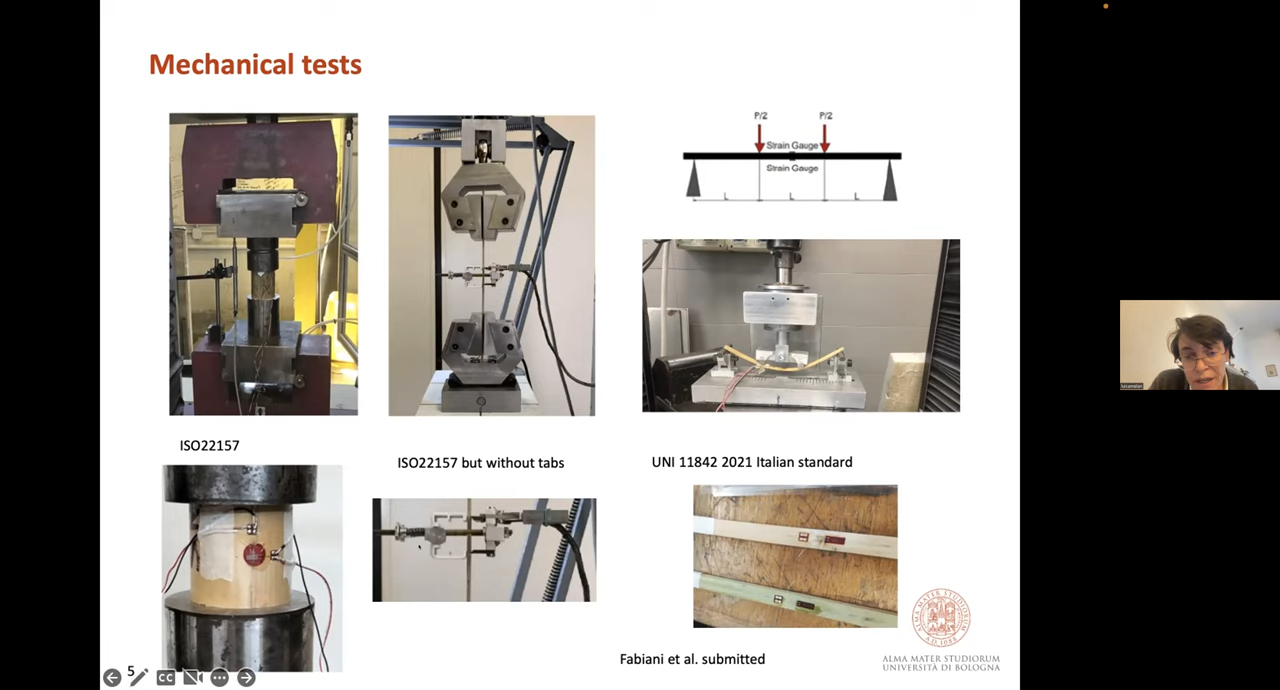 Mechanical tests
P/2
P/2
Strain Gauge
Strain Gauge
L
L
L
ISO22157
ISO22157 but without tabs
UNI 11842 2021 Italian standard
Fabiani et al. submitted
ALMA MATER STUDIORUM
UNIVERSITÀ DI BOLOGNA
5
CC